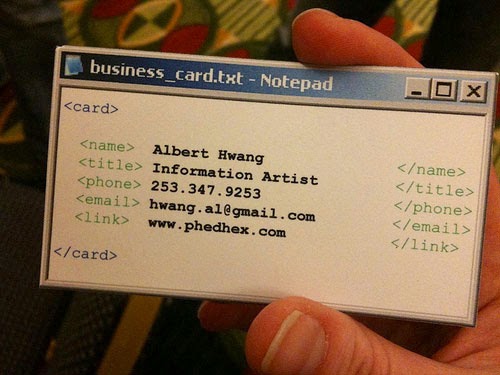 business_card.txt - Notepad
<card>
<name> Albert Hwang </name>
<title> Information Artist </title>
<phone> 253.347.9253 </phone>
<email> hwang.al@gmail.com </email>
<link> www.phedhex.com </link>
</card>